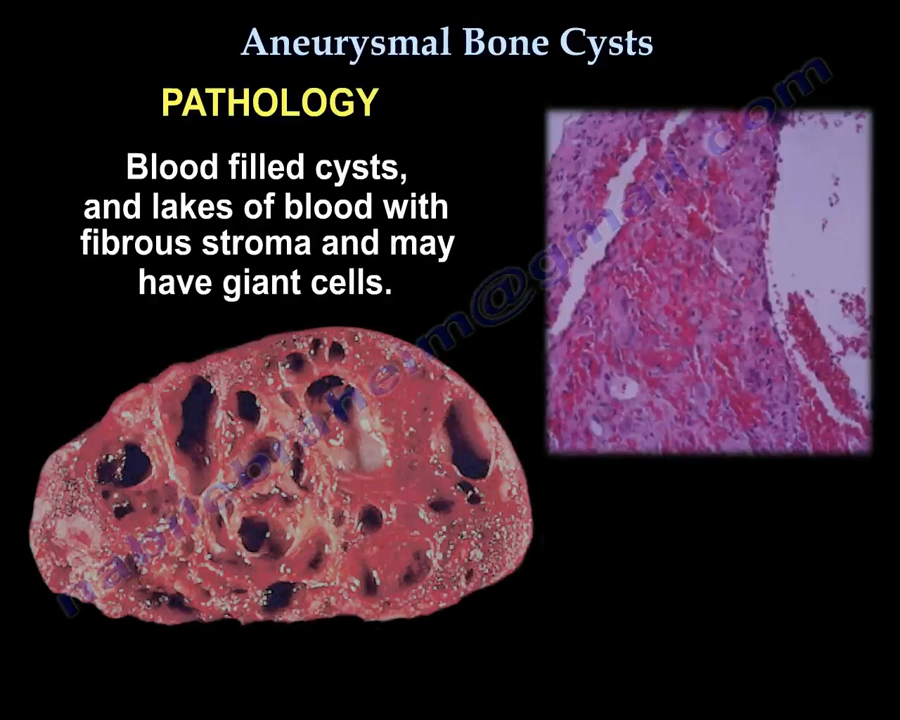 Aneurysmal Bone Cysts
PATHOLOGY
Blood filled cysts,
and lakes of blood with
fibrous stroma and may
have giant cells.